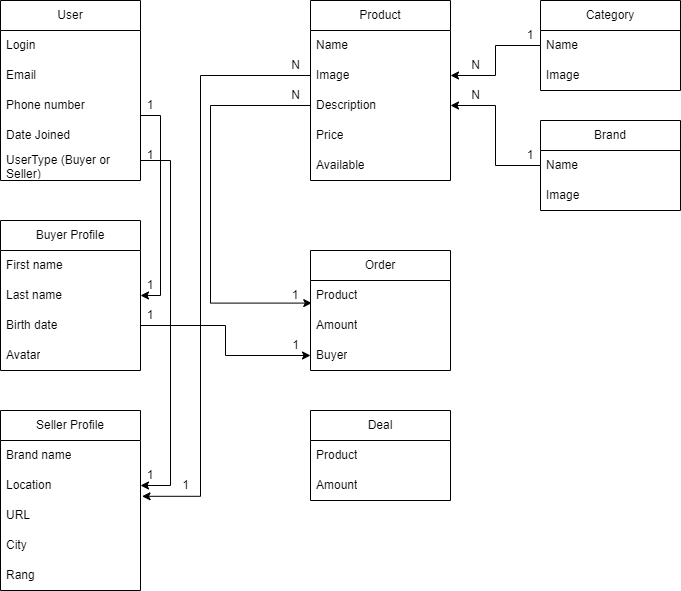 User
Login
Email
Phone number
Date Joined
UserType (Buyer or
Seller)
1
1
Buyer Profile
First name
Last name
Birth date
Avatar
1
1
Seller Profile
Brand name
Location
URL
City
Rang
1
1
Product
Name
Image
Description
Price
Available
N
N
N
N
Category
Name
Image
1
Brand
Name
Image
1
Order
Product
Amount
Buyer
1
1
Deal
Product
Amount